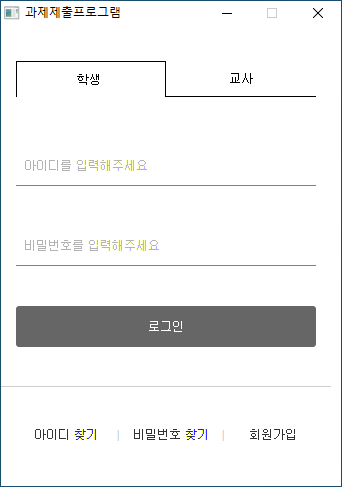 과제제출프로그램
학생 교사
아이디를 입력해주세요
비밀번호를 입력해주세요
로그인
아이디 찾기 | 비밀번호 찾기 | 회원가입